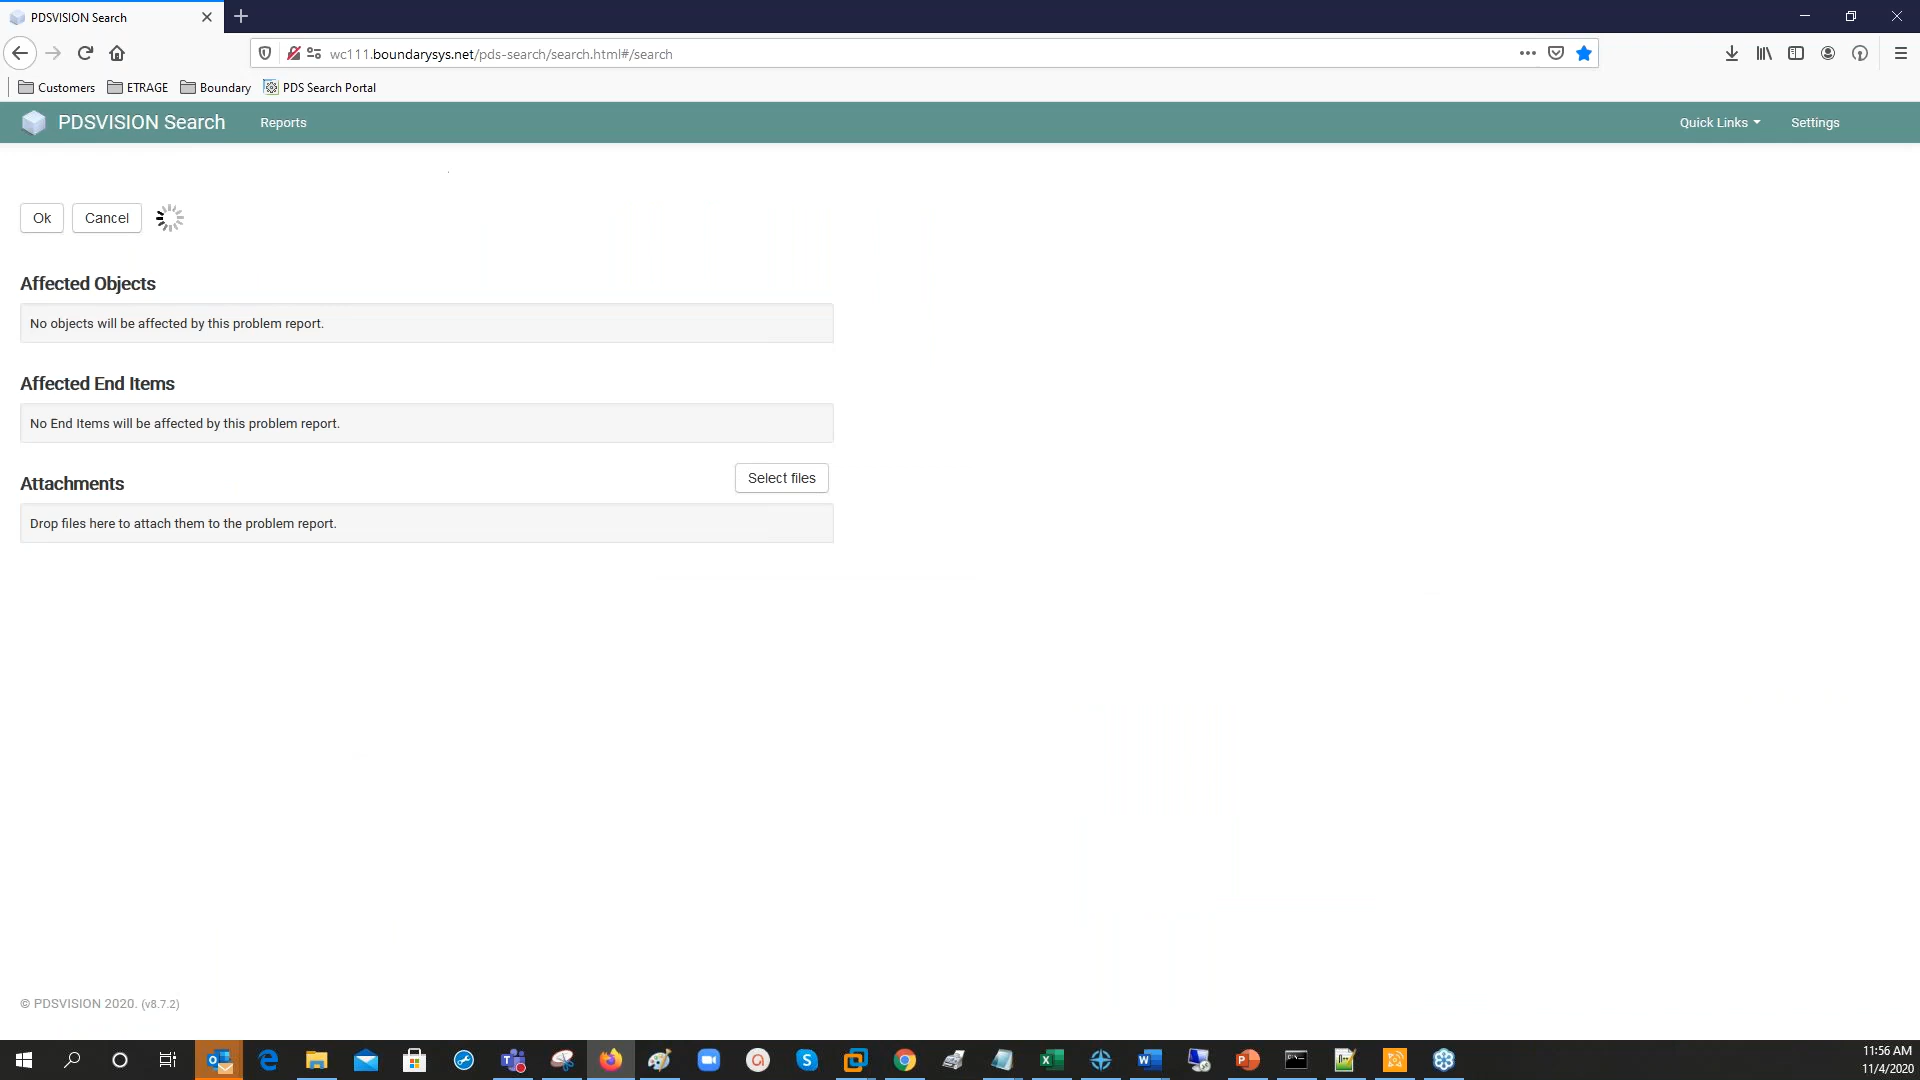 PDSVISION Search
wc111.boundarysys.net/pds-search/search.html#/search
Customers ETRAGE Boundary PDS Search Portal
PDSVISION Search Reports Quick Links Settings
Ok Cancel
Affected Objects
No objects will be affected by this problem report.
Affected End Items
No End Items will be affected by this problem report.
Attachments Select files
Drop files here to attach them to the problem report.
© PDSVISION 2020. (v8.7.2)
11:56 AM
11/4/2020